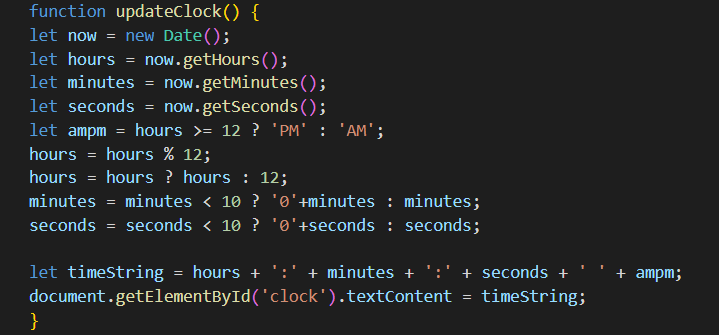 function updateClock() {
let now = new Date();
let hours = now.getHours();
let minutes = now.getMinutes();
let seconds = now.getSeconds();
let ampm = hours >= 12 ? 'PM' : 'AM';
hours = hours % 12;
hours = hours ? hours : 12;
minutes = minutes < 10 ? '0'+minutes : minutes;
seconds = seconds < 10 ? '0'+seconds : seconds;
let timeString = hours + ':' + minutes + ':' + seconds + ' ' + ampm;
document.getElementById('clock').textContent = timeString;
}